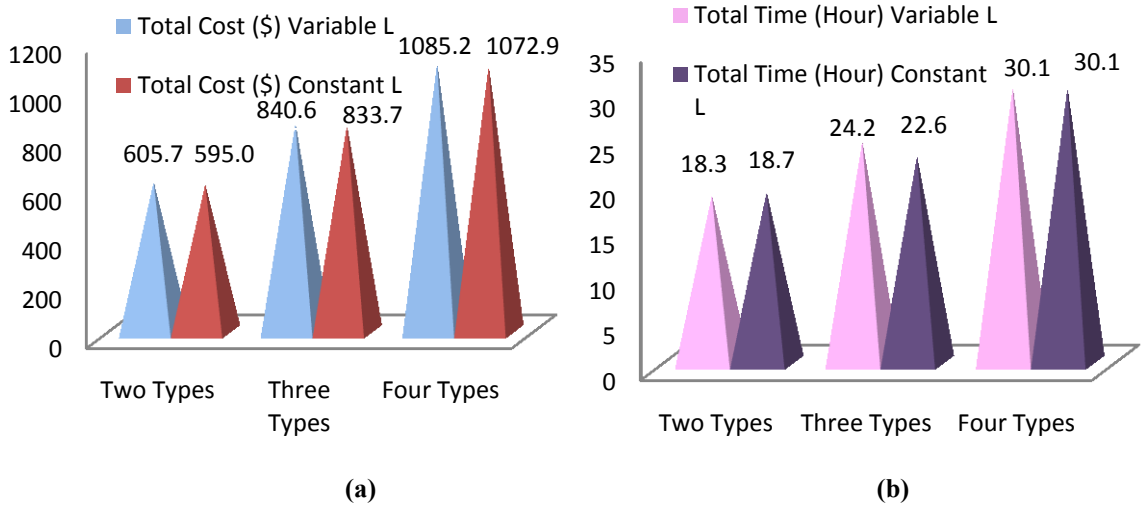 Total Cost ($) Variable L
Total Cost ($) Constant L
1200
1000
800
600
400
200
0
605.7
595.0
840.6
833.7
1085.2
1072.9
Two Types
Three
Types
Four Types
(a)
Total Time (Hour) Variable L
Total Time (Hour) Constant
L
35
30
25
20
15
10
5
0
18.3
18.7
24.2
22.6
30.1
30.1
Two Types
Three Types
Four Types
(b)